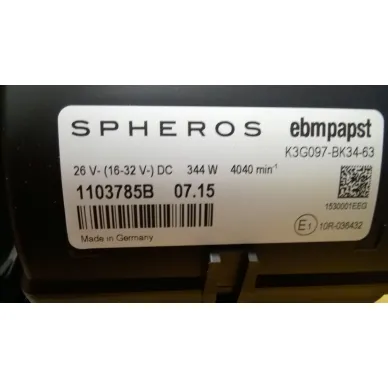 SPHEROS ebmpapst
K3G097-BK34-63
26 V- (16-32 V-) DC 344 W 4040 min⁻¹
1103785B 07.15
1530001EEG
Made in Germany
E1 10R-036432